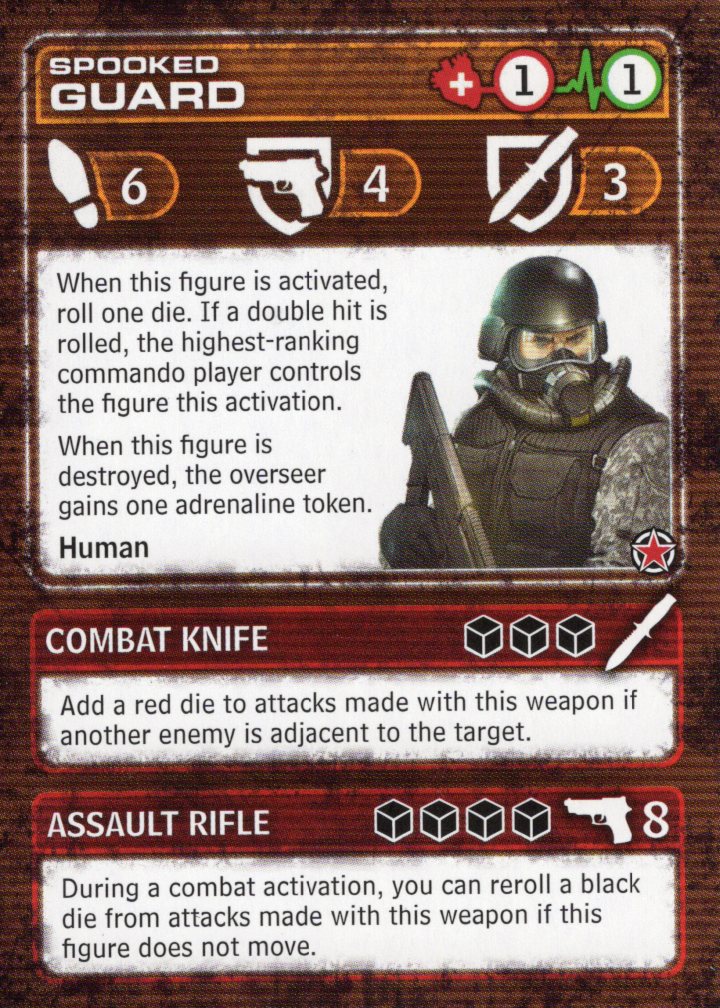 SPOOKED
GUARD
1 1
6 4 3
When this figure is activated,
roll one die. If a double hit is
rolled, the highest-ranking
commando player controls
the figure this activation.
When this figure is
destroyed, the overseer
gains one adrenaline token.
Human
COMBAT KNIFE
Add a red die to attacks made with this weapon if
another enemy is adjacent to the target.
ASSAULT RIFLE 8
During a combat activation, you can reroll a black
die from attacks made with this weapon if this
figure does not move.